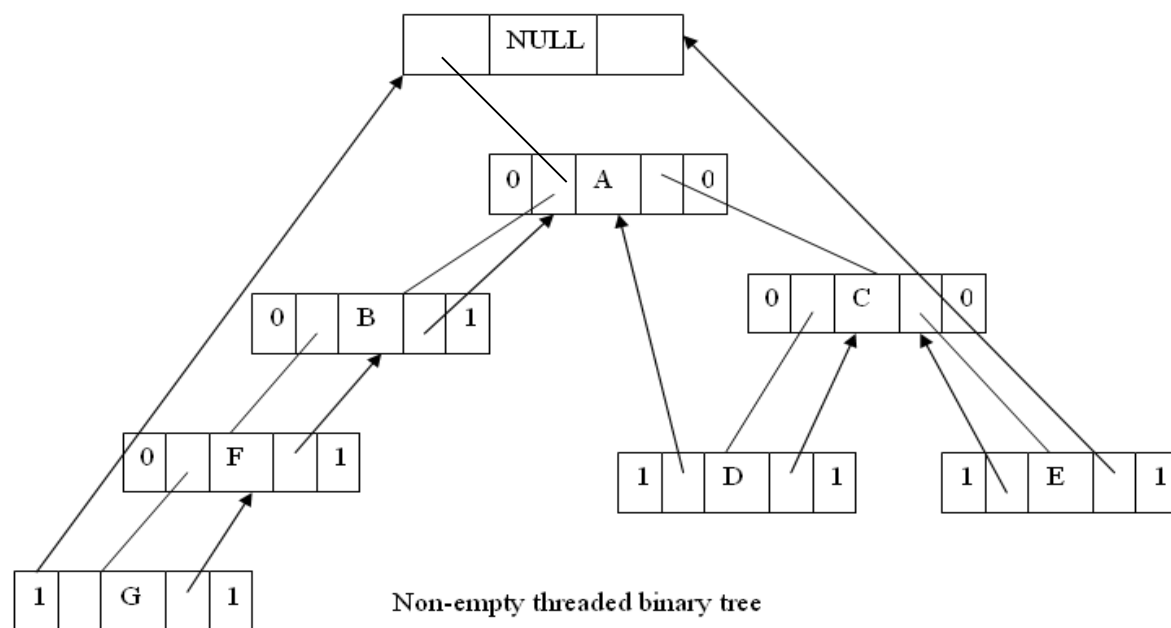 NULL
0 A 0
0 B 1
0 C 0
0 F 1
1 D 1
1 E 1
1 G 1
Non-empty threaded binary tree